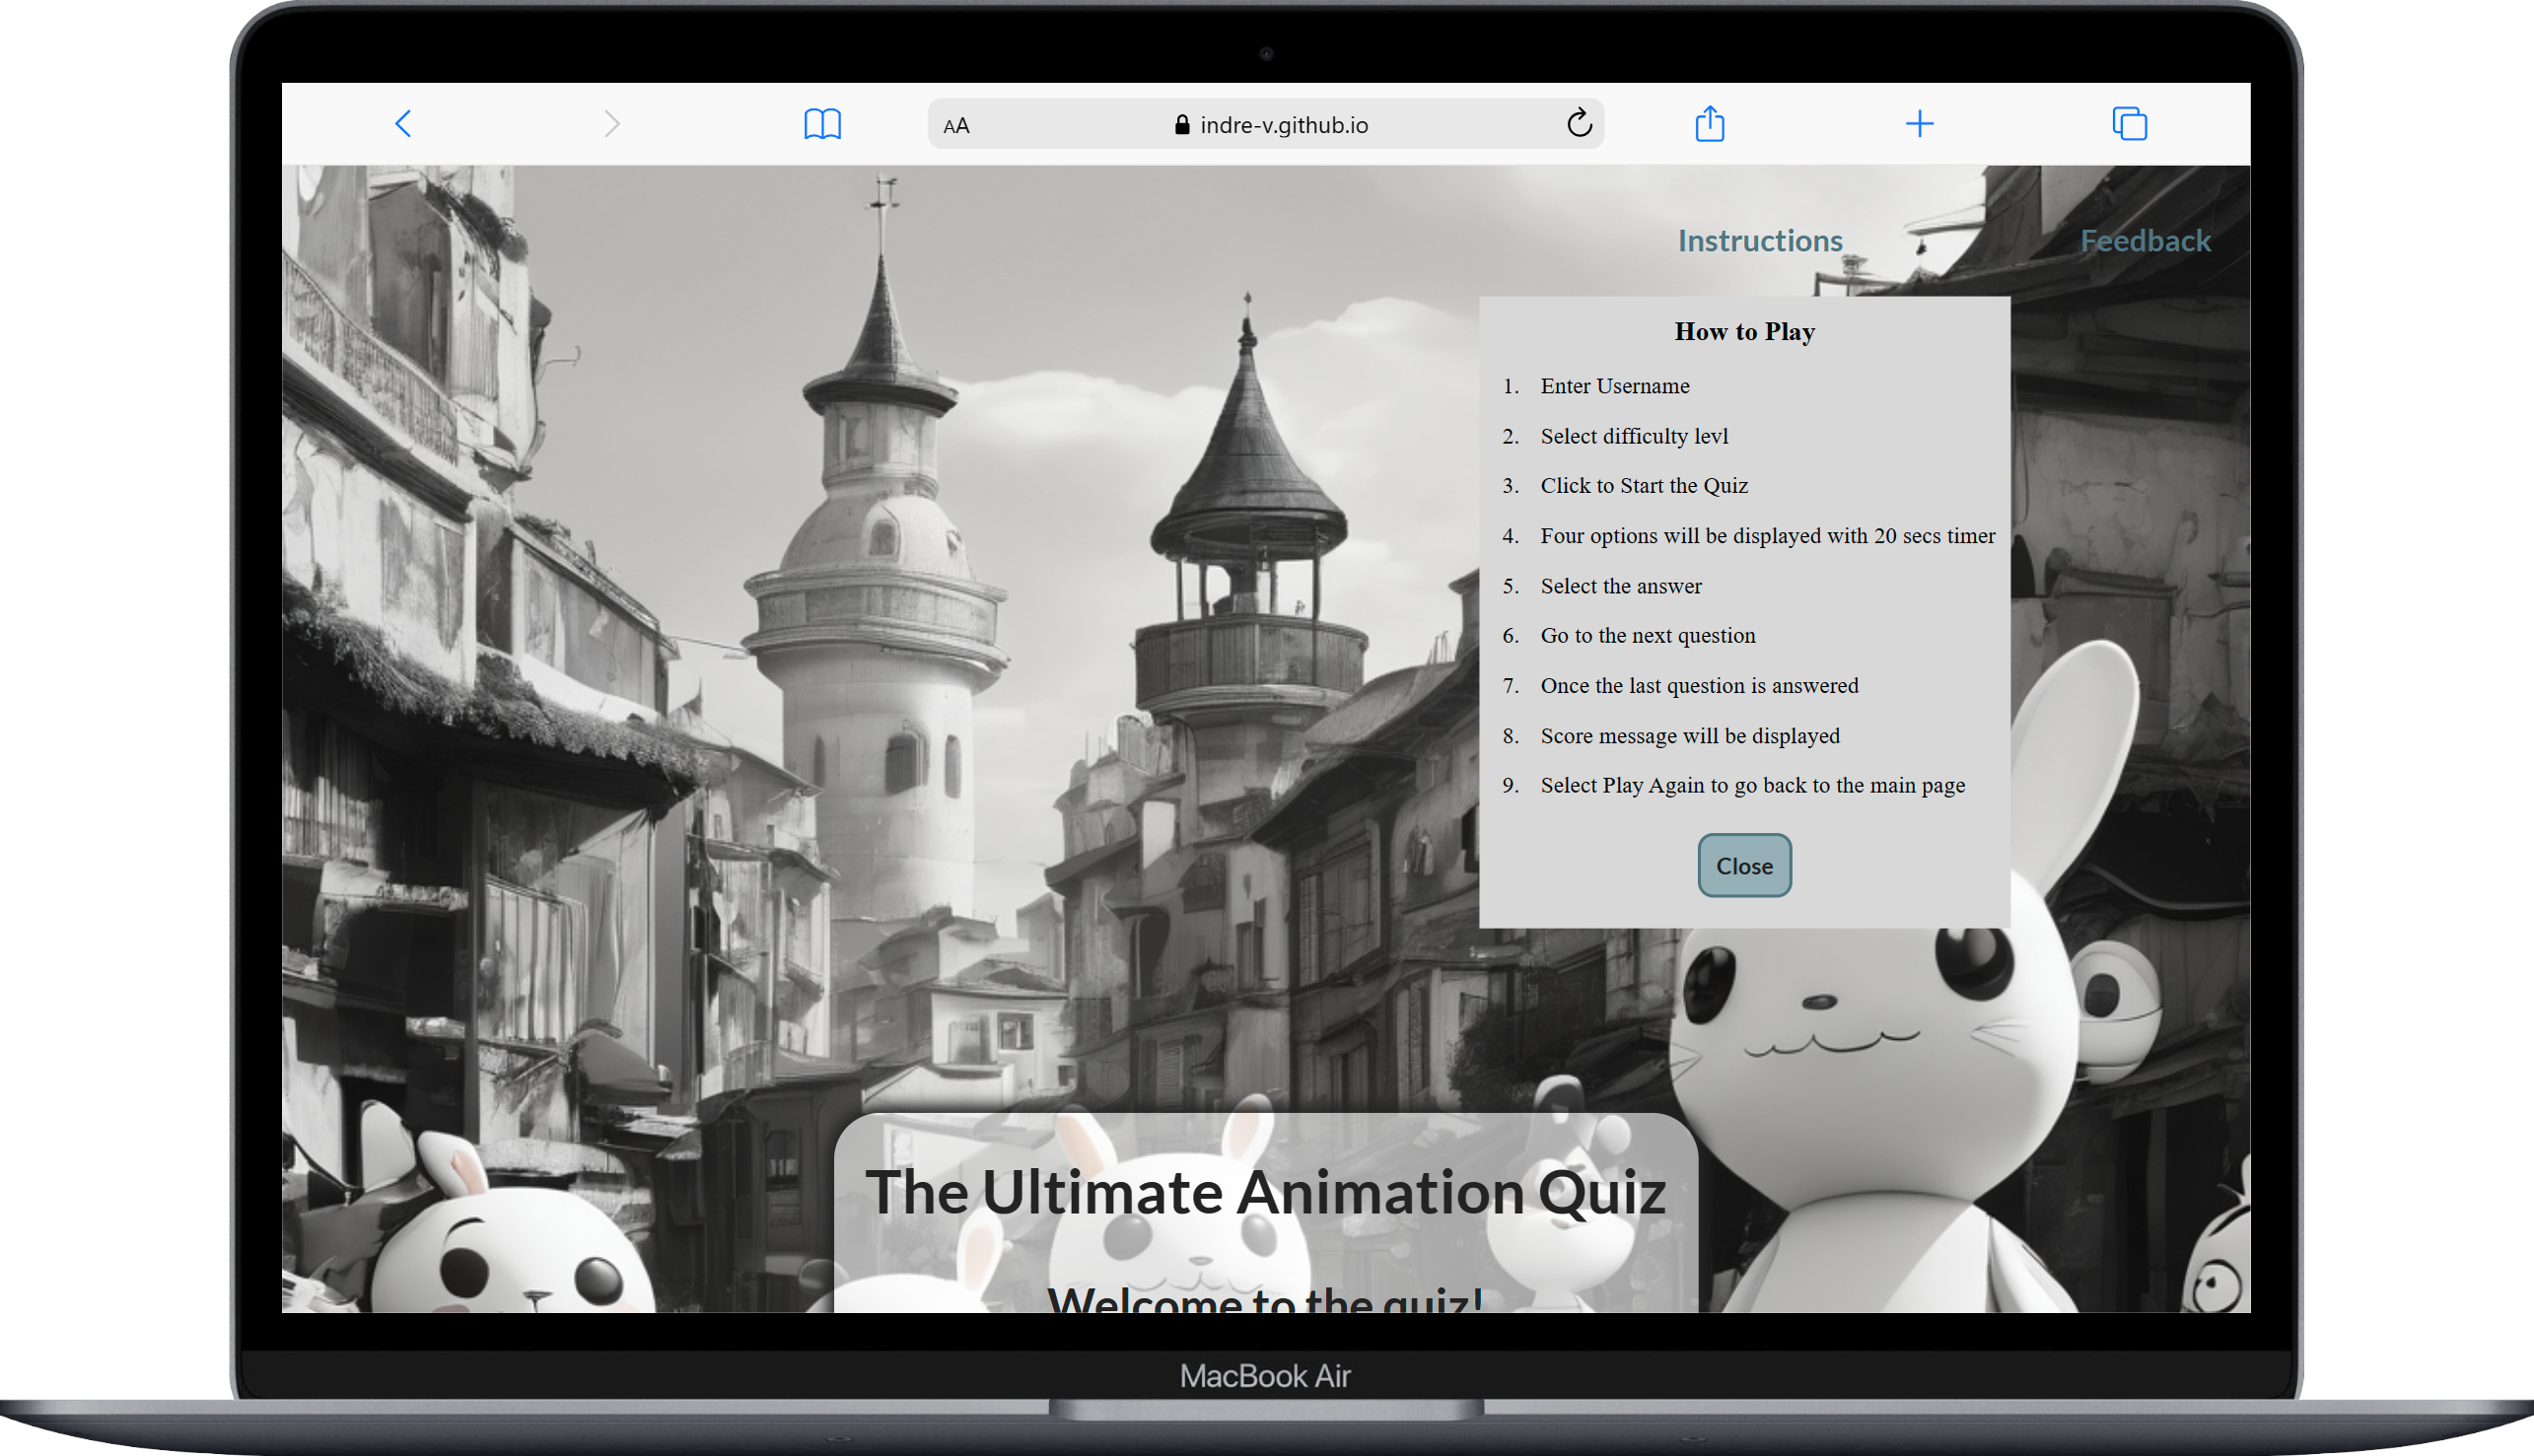 AA
indre-v.github.io
Instructions
Feedback
How to Play
1. Enter Username
2. Select difficulty levl
3. Click to Start the Quiz
4. Four options will be displayed with 20 secs timer
5. Select the answer
6. Go to the next question
7. Once the last question is answered
8. Score message will be displayed
9. Select Play Again to go back to the main page
Close
The Ultimate Animation Quiz
Welcome to the quiz!
MacBook Air